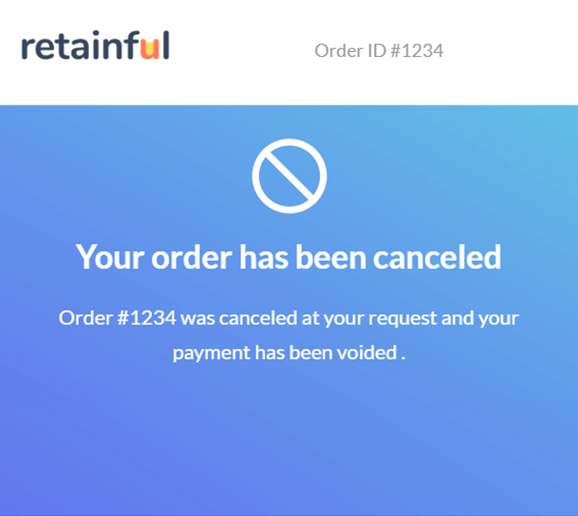 retainful
Order ID #1234
Your order has been canceled
Order #1234 was canceled at your request and your
payment has been voided .